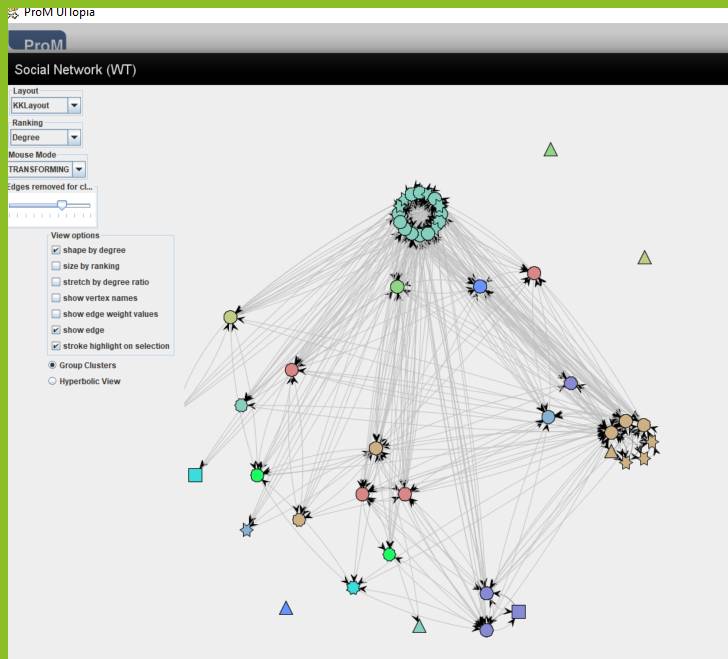 ProM UITopia
ProM
Social Network (WT)
Layout
KKLayout
Ranking
Degree
Mouse Mode
TRANSFORMING
Edges removed for cl...
View options
shape by degree
size by ranking
stretch by degree ratio
show vertex names
show edge weight values
show edge
stroke highlight on selection
Group Clusters
Hyperbolic View